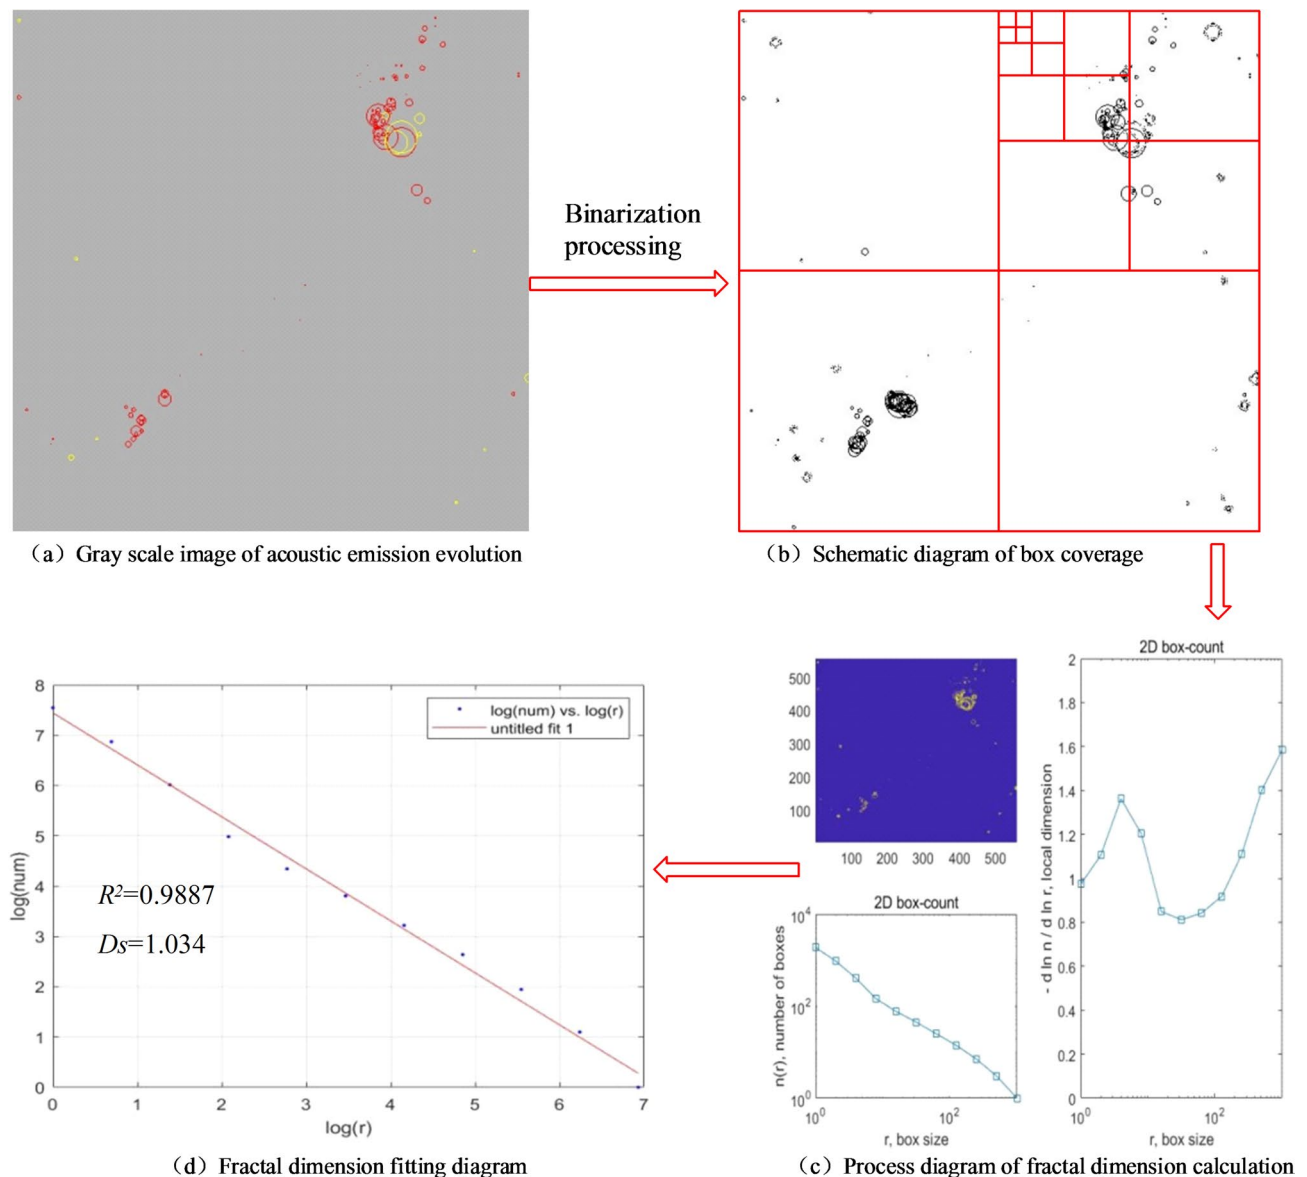 Binarization
processing
（a）Gray scale image of acoustic emission evolution
（b）Schematic diagram of box coverage
8
7
6
5
4
3
2
1
0
log(num)
log(num) vs. log(r)
untitled fit 1
R²=0.9887
Ds=1.034
0 1 2 3 4 5 6 7
log(r)
（d）Fractal dimension fitting diagram
500
400
300
200
100
100 200 300 400 500
2D box-count
10⁴
10²
10⁰
n(r), number of boxes
10⁰ 10²
r, box size
2D box-count
2
1.8
1.6
1.4
1.2
1
0.8
0.6
0.4
0.2
0
- d ln n / d ln r, local dimension
10⁰ 10²
r, box size
（c）Process diagram of fractal dimension calculation